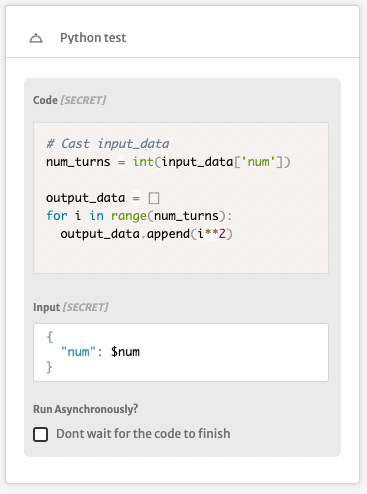 Python test
Code [SECRET]
# Cast input_data
num_turns = int(input_data['num'])
output_data = []
for i in range(num_turns):
  output_data.append(i**2)
Input [SECRET]
{
  "num": $num
}
Run Asynchronously?
Dont wait for the code to finish